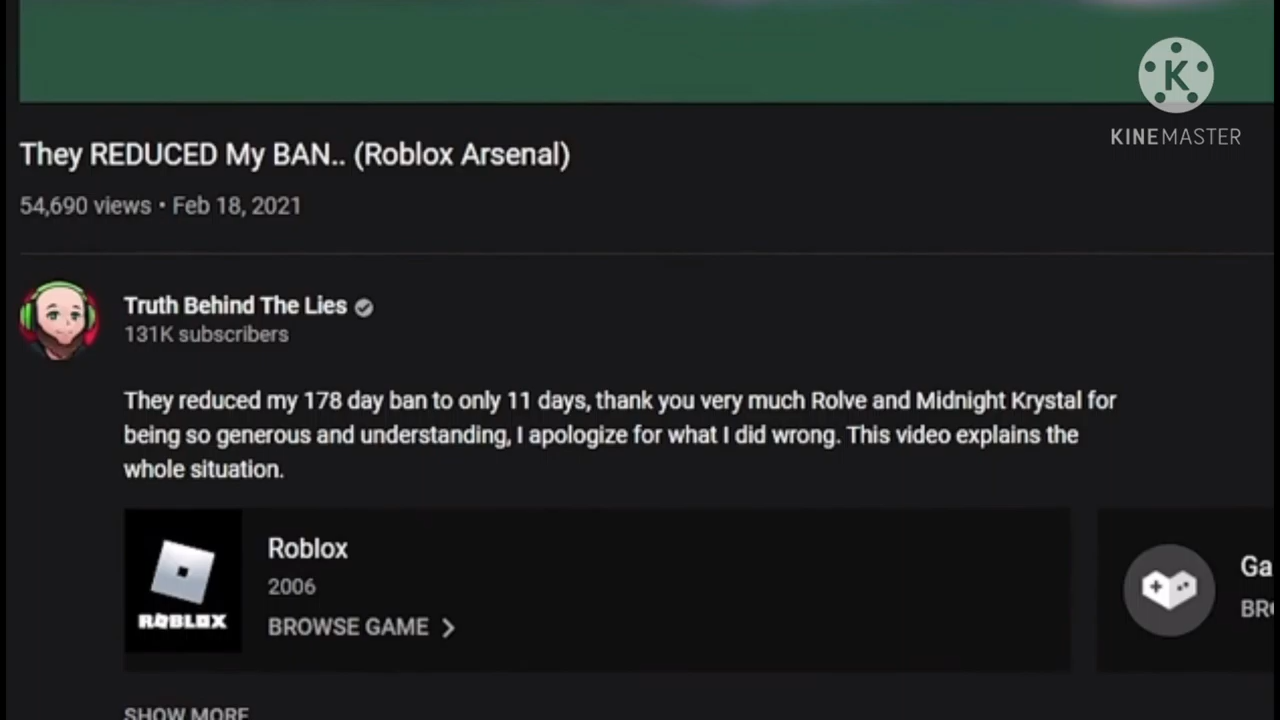 K
KINEMASTER
They REDUCED My BAN.. (Roblox Arsenal)
54,690 views • Feb 18, 2021
Truth Behind The Lies
131K subscribers
They reduced my 178 day ban to only 11 days, thank you very much Rolve and Midnight Krystal for
being so generous and understanding, I apologize for what I did wrong. This video explains the
whole situation.
Roblox
2006
BROWSE GAME
ROBLOX
Ga
BR
SHOW MORE